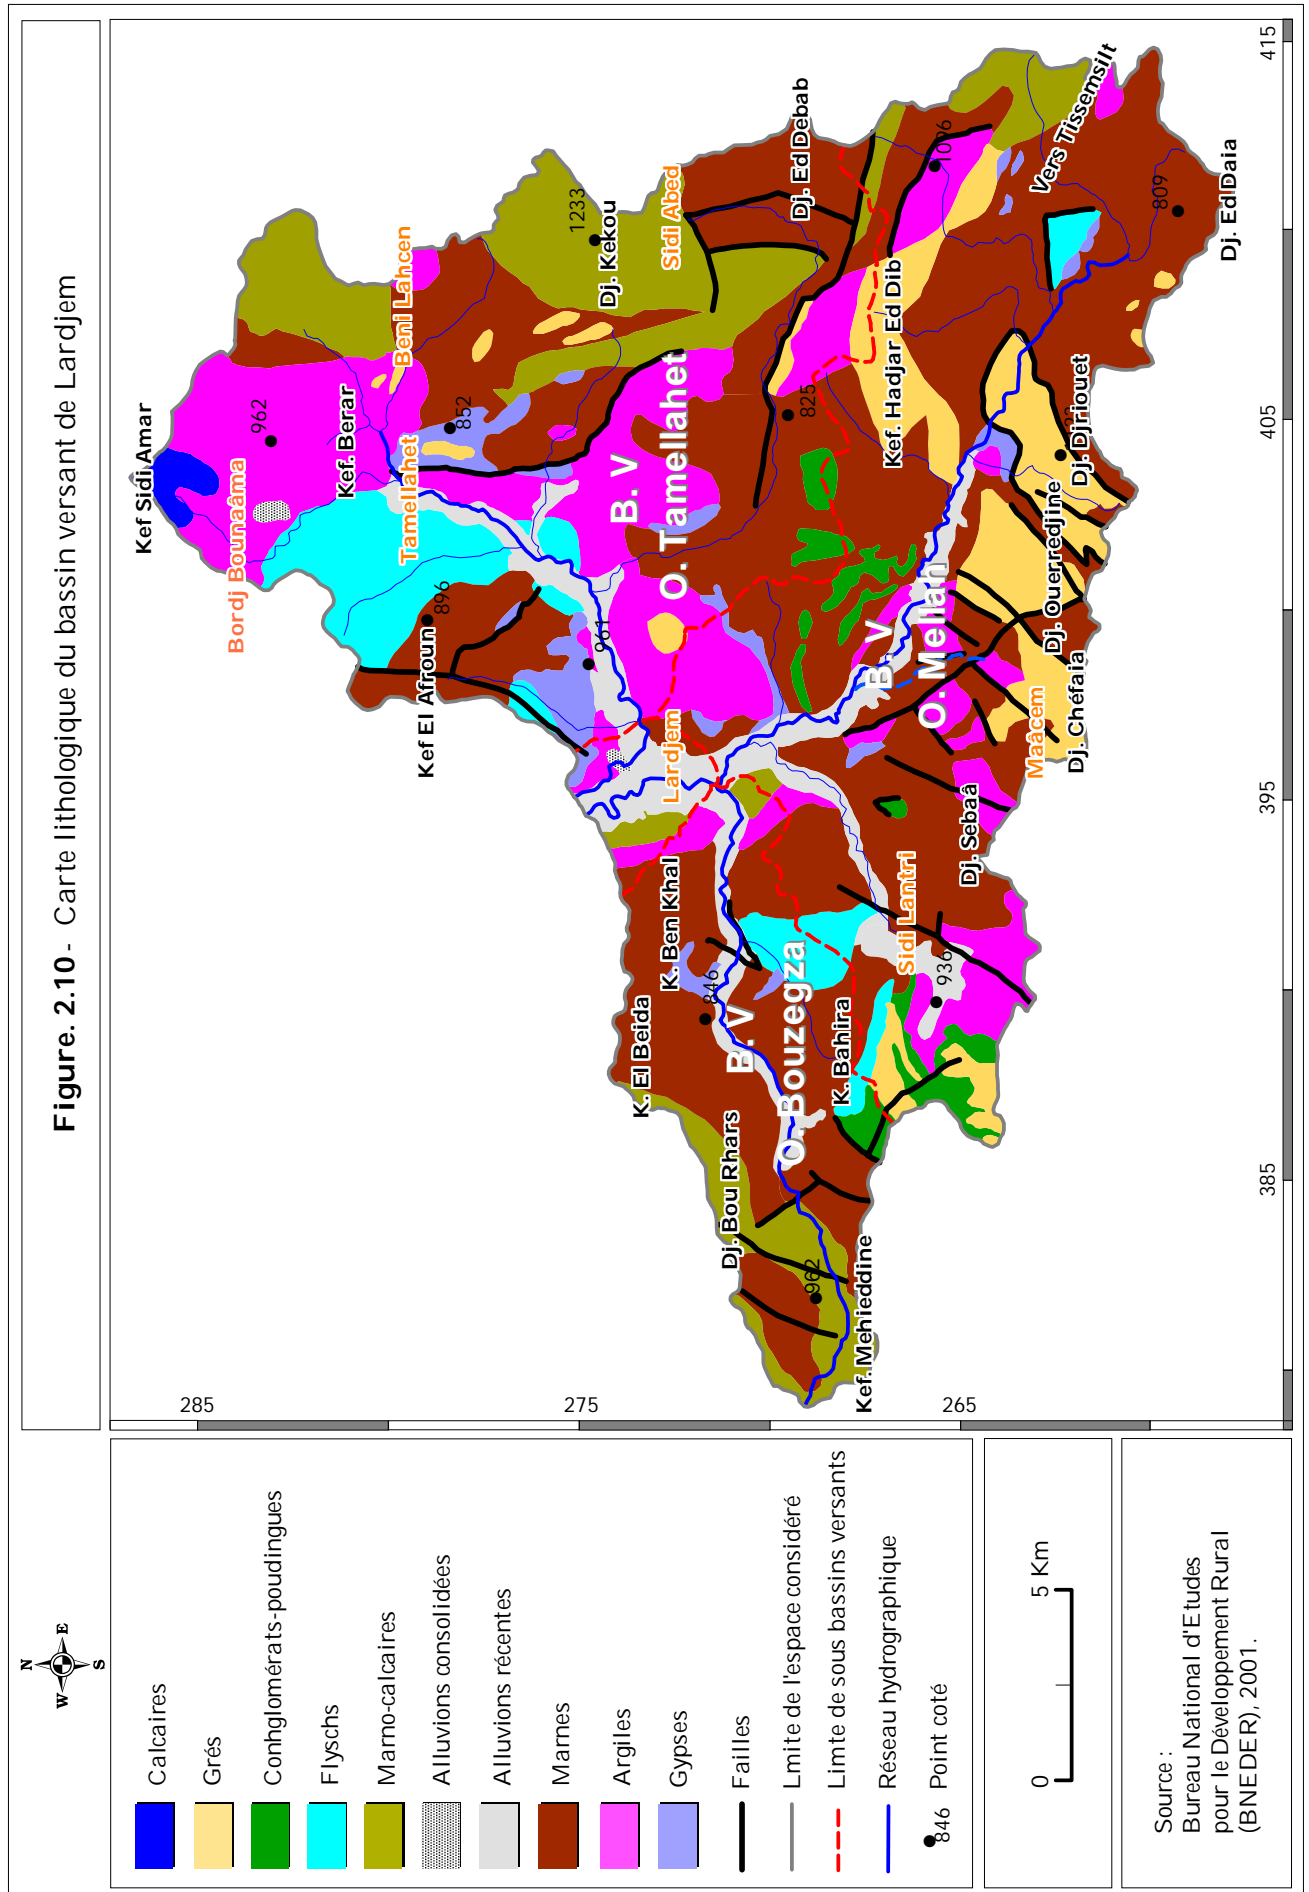 Figure. 2.10 - Carte lithologique du bassin versant de Lardjem
N
W E
S
Calcaires
Grés
Conhglomérats-poudingues
Flyschs
Marno-calcaires
Alluvions consolidées
Alluvions récentes
Marnes
Argiles
Gypses
Failles
Lmite de l'espace considéré
Limte de sous bassins versants
Réseau hydrographique
846 Point coté
0 5 Km
Source :
Bureau National d'Etudes
pour le Développement Rural
(BNEDER), 2001.
285
275
265
385
395
405
415
Kef Sidi Amar
962
Bordj Bounaâma
Kef. Berar
Beni Lahcen
Tamellahet
852
896
Kef El Afroun
1233
Dj. Kekou
Sidi Abed
Dj. Ed Debab
B. V
O. Tamellahet
961
Lardjem
825
Kef. Hadjar Ed Dib
1096
Vers Tissemsilt
809
Dj. Ed Daia
Dj. Djriouet
Dj. Ouerredjine
Dj. Chéfaia
Maâcem
B. V
O. Mellah
Dj. Sebaâ
Sidi Lantri
936
K. Ben Khal
846
K. El Beida
B. V
O. Bouzegza
K. Bahira
Dj. Bou Rhars
962
Kef. Mehieddine